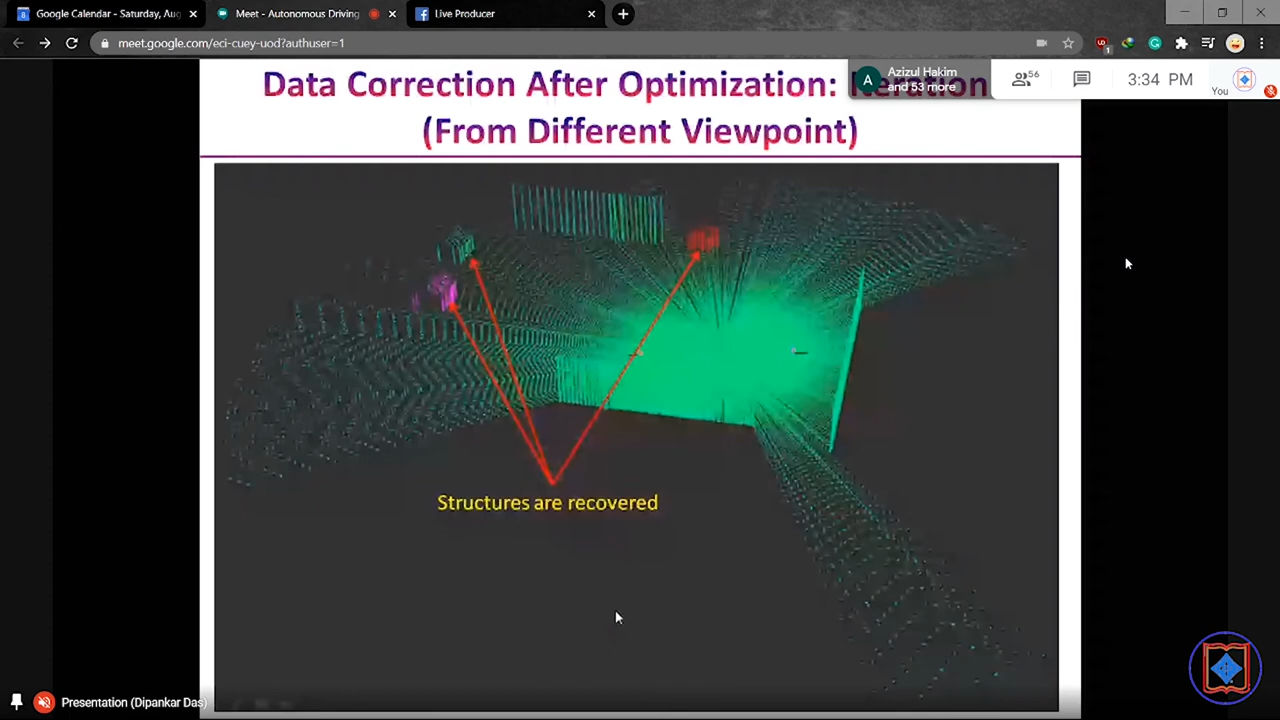 Google Calendar - Saturday, Aug
Meet - Autonomous Driving
Live Producer
meet.google.com/eci-cuey-uod?authuser=1
Data Correction After Optimization:
(From Different Viewpoint)
A
Azizul Hakim
and 53 more
56
3:34 PM
You
Structures are recovered
Presentation (Dipankar Das)